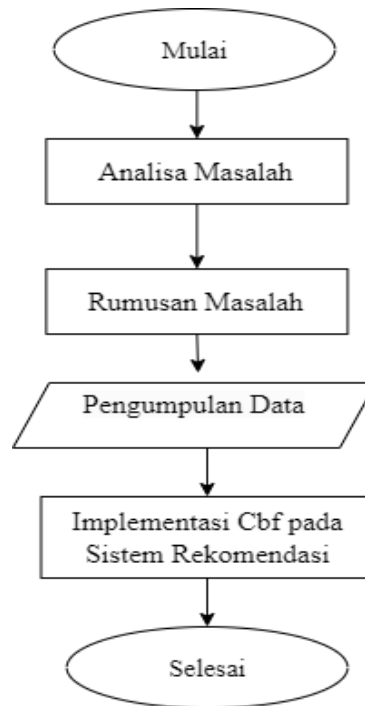 Mulai
Analisa Masalah
Rumusan Masalah
Pengumpulan Data
Implementasi Cbf pada
Sistem Rekomendasi
Selesai